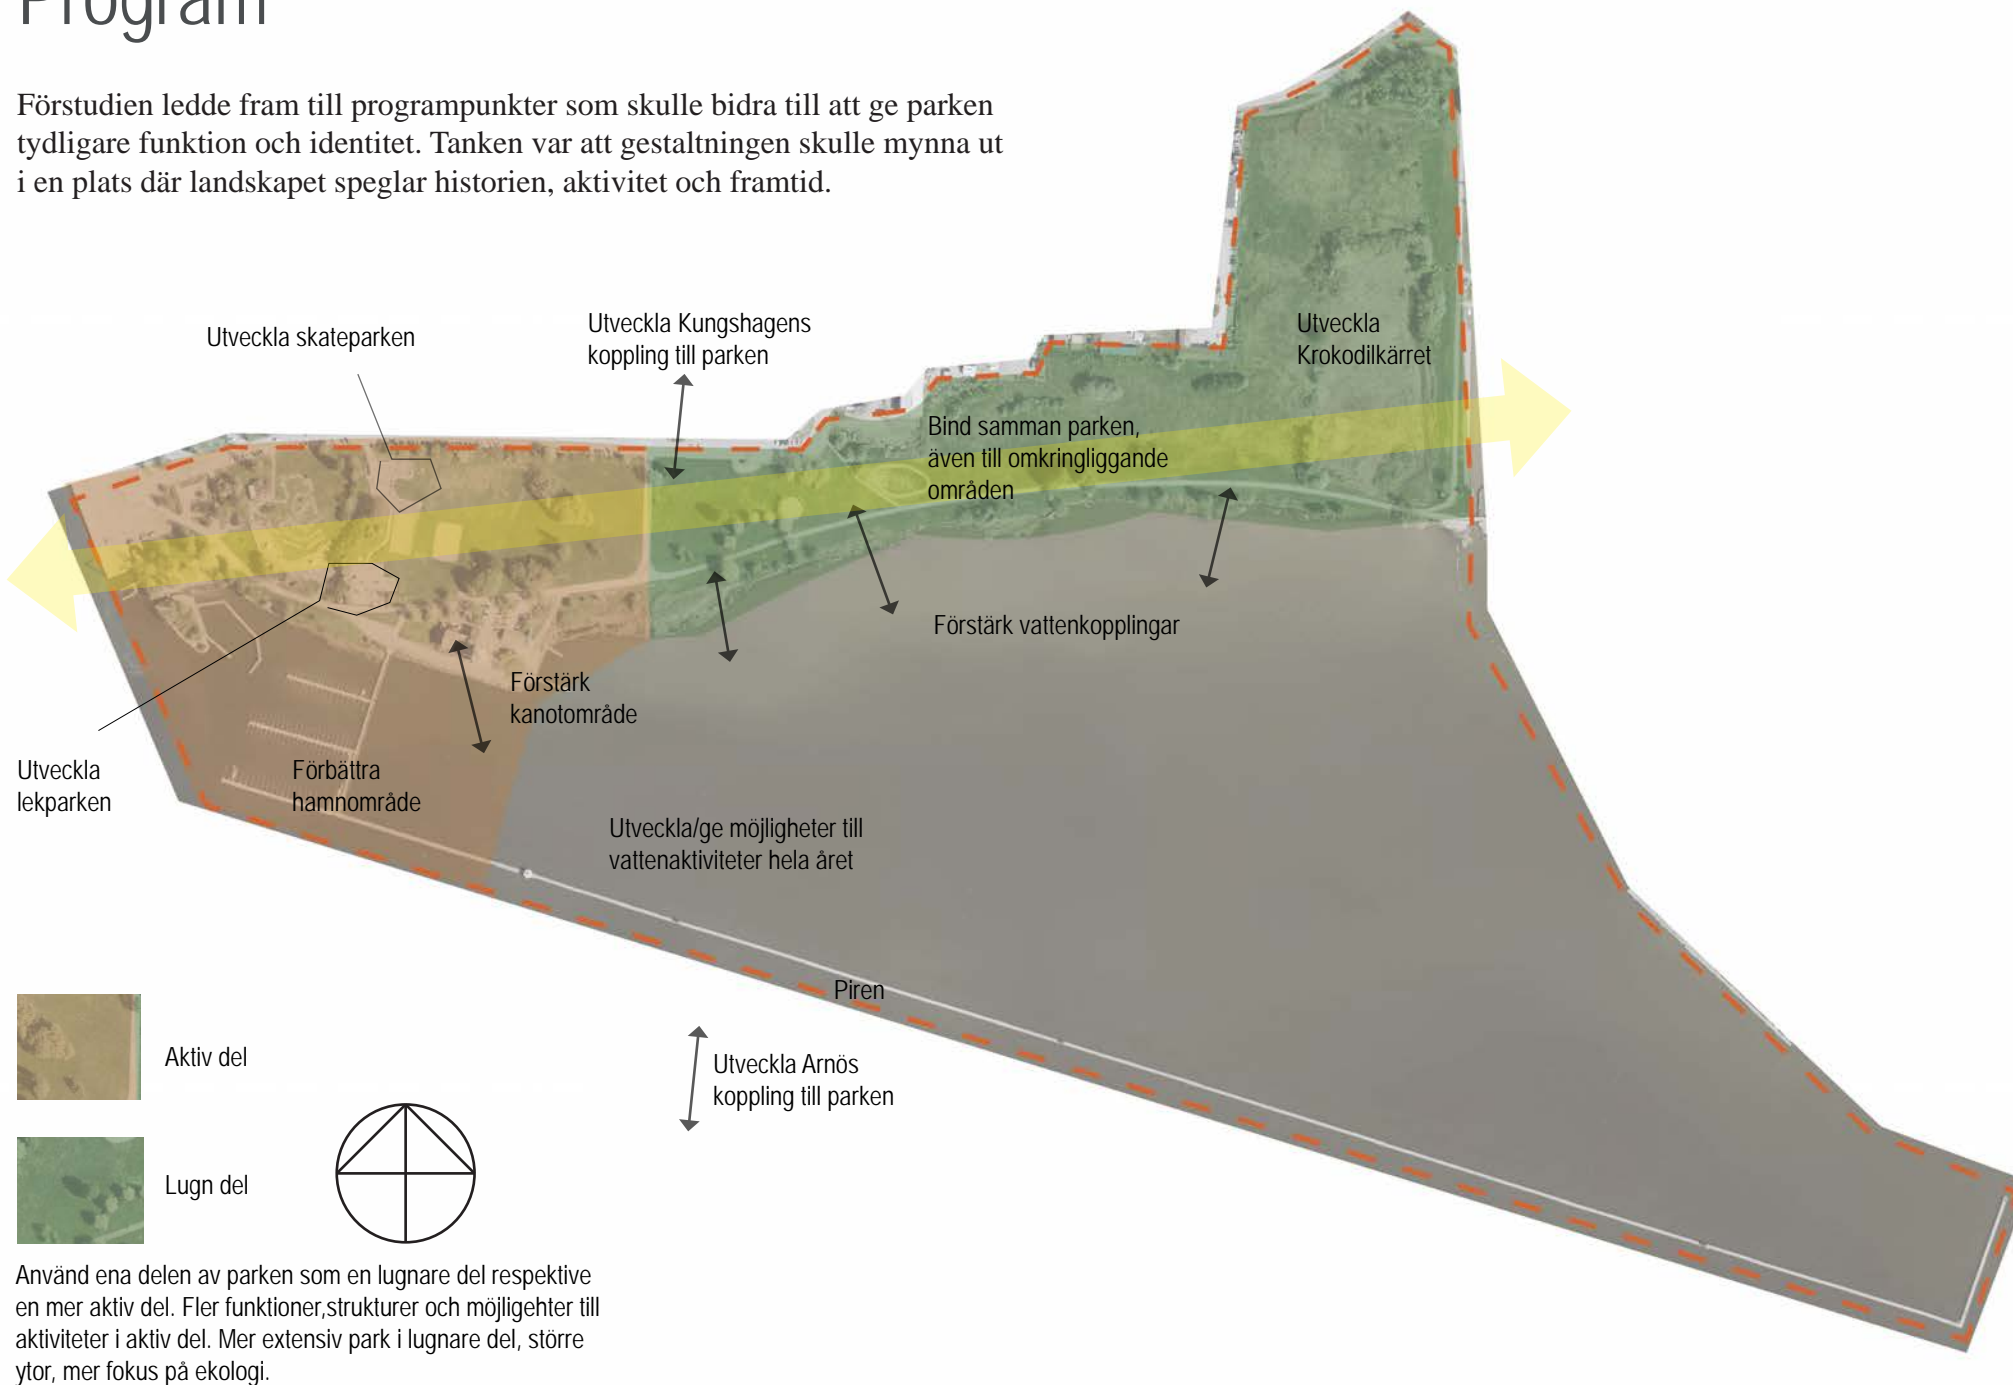 Program
Förstudien ledde fram till programpunkter som skulle bidra till att ge parken
tydligare funktion och identitet. Tanken var att gestaltningen skulle mynna ut
i en plats där landskapet speglar historien, aktivitet och framtid.
Utveckla skateparken
Utveckla Kungshagens
koppling till parken
Utveckla
Krokodilkärret
Bind samman parken,
även till omkringliggande
områden
Förstärk vattenkopplingar
Förstärk
kanotområde
Utveckla
lekparken
Förbättra
hamnområde
Utveckla/ge möjligheter till
vattenaktiviteter hela året
Piren
Utveckla Arnös
koppling till parken
Aktiv del
Lugn del
Använd ena delen av parken som en lugnare del respektive
en mer aktiv del. Fler funktioner,strukturer och möjligehter till
aktiviteter i aktiv del. Mer extensiv park i lugnare del, större
ytor, mer fokus på ekologi.